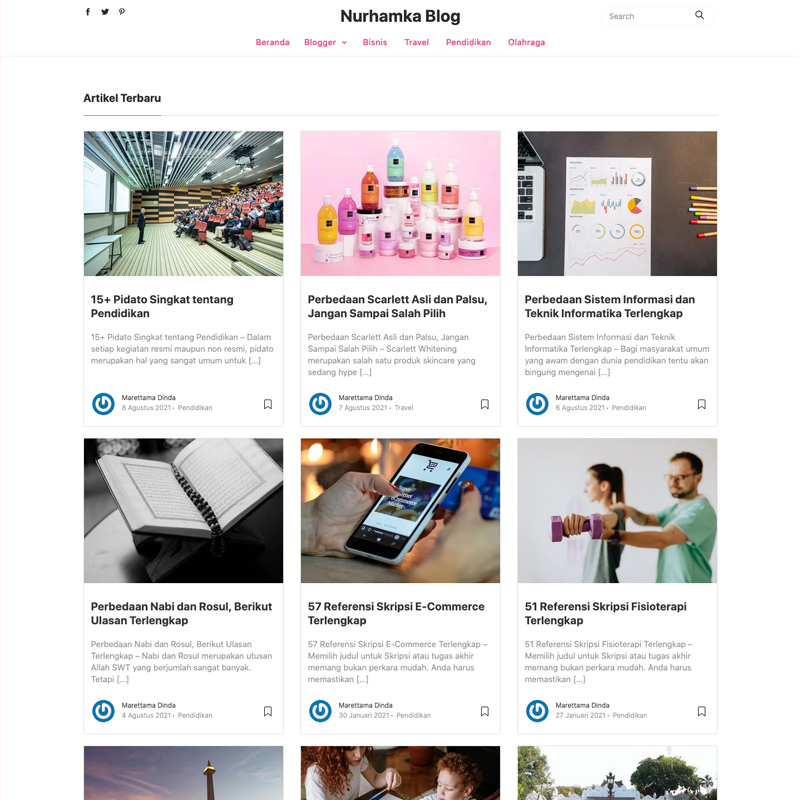 Nurhamka Blog
Search
Beranda
Blogger
Bisnis
Travel
Pendidikan
Olahraga
Artikel Terbaru
15+ Pidato Singkat tentang
Pendidikan
15+ Pidato Singkat tentang Pendidikan – Dalam
setiap kegiatan resmi maupun non resmi, pidato
merupakan hal yang sangat umum untuk [...]
Marettama Dinda
8 Agustus 2021 • Pendidikan
Perbedaan Scarlett Asli dan Palsu,
Jangan Sampai Salah Pilih
Perbedaan Scarlett Asli dan Palsu, Jangan
Sampai Salah Pilih – Scarlett Whitening
merupakan salah satu produk skincare yang
sedang hype [...]
Marettama Dinda
7 Agustus 2021 • Travel
Perbedaan Sistem Informasi dan
Teknik Informatika Terlengkap
Perbedaan Sistem Informasi dan Teknik
Informatika Terlengkap – Bagi masyarakat umum
yang awam dengan dunia pendidikan tentu akan
bingung mengenai [...]
Marettama Dinda
6 Agustus 2021 • Pendidikan
Perbedaan Nabi dan Rosul, Berikut
Ulasan Terlengkap
Perbedaan Nabi dan Rosul, Berikut Ulasan
Terlengkap – Nabi dan Rosul merupakan utusan
Allah SWT yang berjumlah sangat banyak.
Tetapi [...]
Marettama Dinda
4 Agustus 2021 • Pendidikan
57 Referensi Skripsi E-Commerce
Terlengkap
57 Referensi Skripsi E-Commerce Terlengkap –
Memilih judul untuk Skripsi atau tugas akhir
memang bukan perkara mudah. Anda harus
memastikan [...]
Marettama Dinda
30 Januari 2021 • Pendidikan
51 Referensi Skripsi Fisioterapi
Terlengkap
51 Referensi Skripsi Fisioterapi Terlengkap –
Memilih judul untuk Skripsi atau tugas akhir
memang bukan perkara mudah. Anda harus
memastikan [...]
Marettama Dinda
27 Januari 2021 • Pendidikan